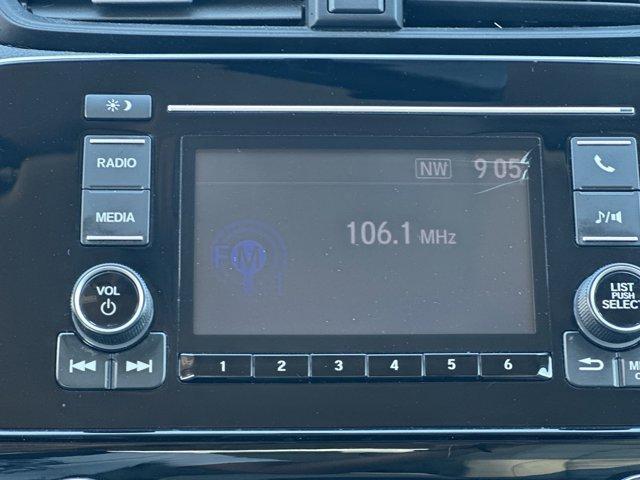 RADIO
MEDIA
VOL
NW 9 05
106.1 MHz
FM
1 2 3 4 5 6
LIST
PUSH
SELECT